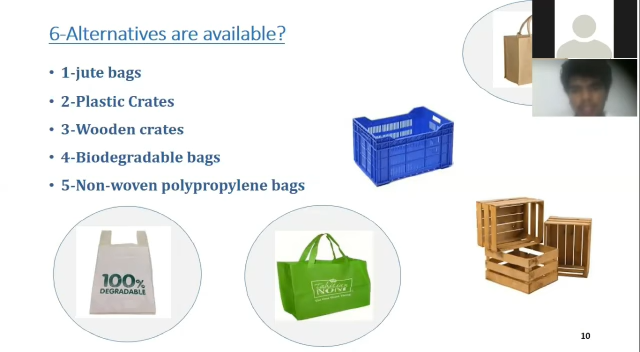 6-Alternatives are available?
• 1-jute bags
• 2-Plastic Crates
• 3-Wooden crates
• 4-Biodegradable bags
• 5-Non-woven polypropylene bags
100%
DEGRADABLE
10